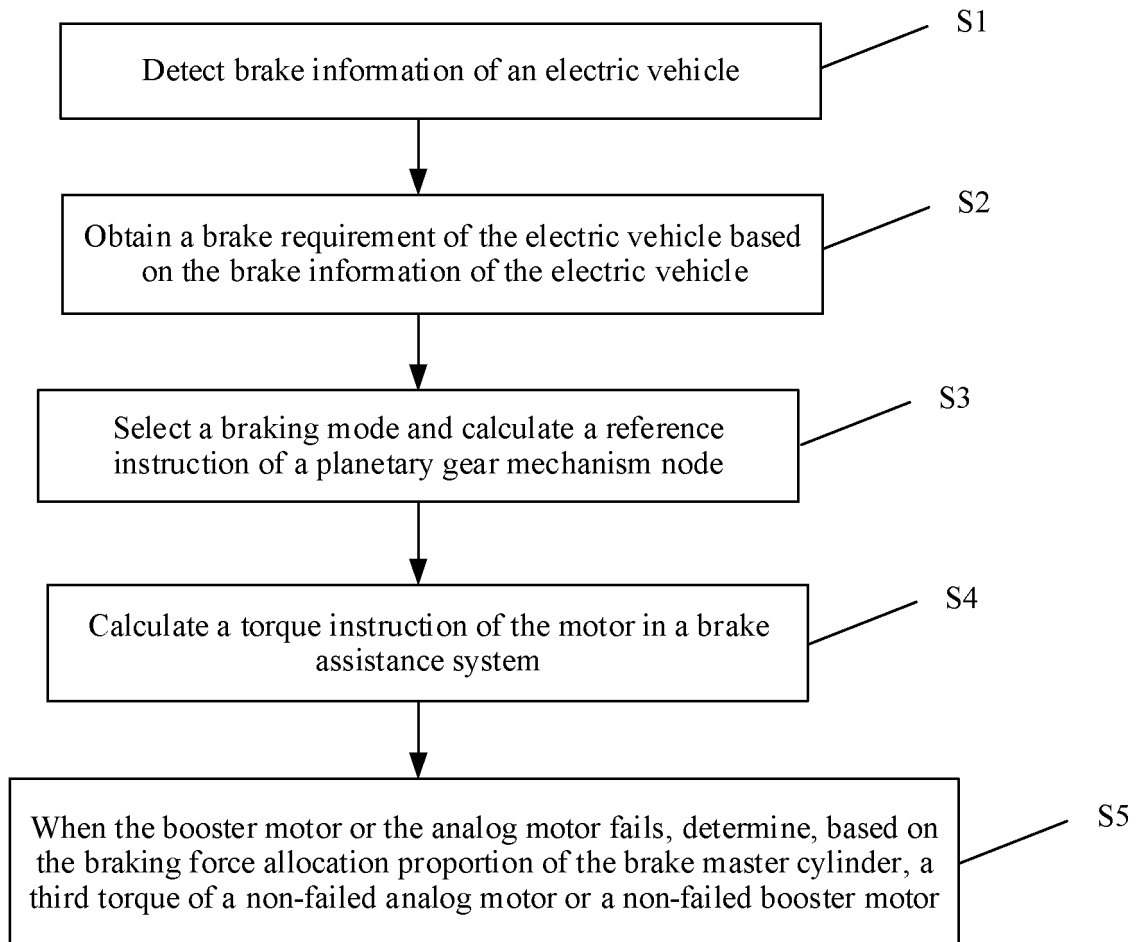 S1
Detect brake information of an electric vehicle
S2
Obtain a brake requirement of the electric vehicle based
on the brake information of the electric vehicle
S3
Select a braking mode and calculate a reference
instruction of a planetary gear mechanism node
S4
Calculate a torque instruction of the motor in a brake
assistance system
S5
When the booster motor or the analog motor fails, determine, based on
the braking force allocation proportion of the brake master cylinder, a
third torque of a non-failed analog motor or a non-failed booster motor